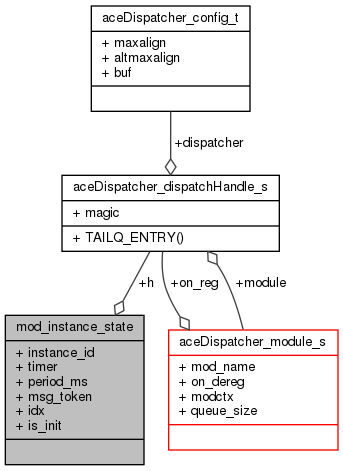 aceDispatcher_config_t
+ maxalign
+ altmaxalign
+ buf
+dispatcher
aceDispatcher_dispatchHandle_s
+ magic
+ TAILQ_ENTRY()
+h
+on_reg
+module
mod_instance_state
+ instance_id
+ timer
+ period_ms
+ msg_token
+ idx
+ is_init
aceDispatcher_module_s
+ mod_name
+ on_dereg
+ modctx
+ queue_size